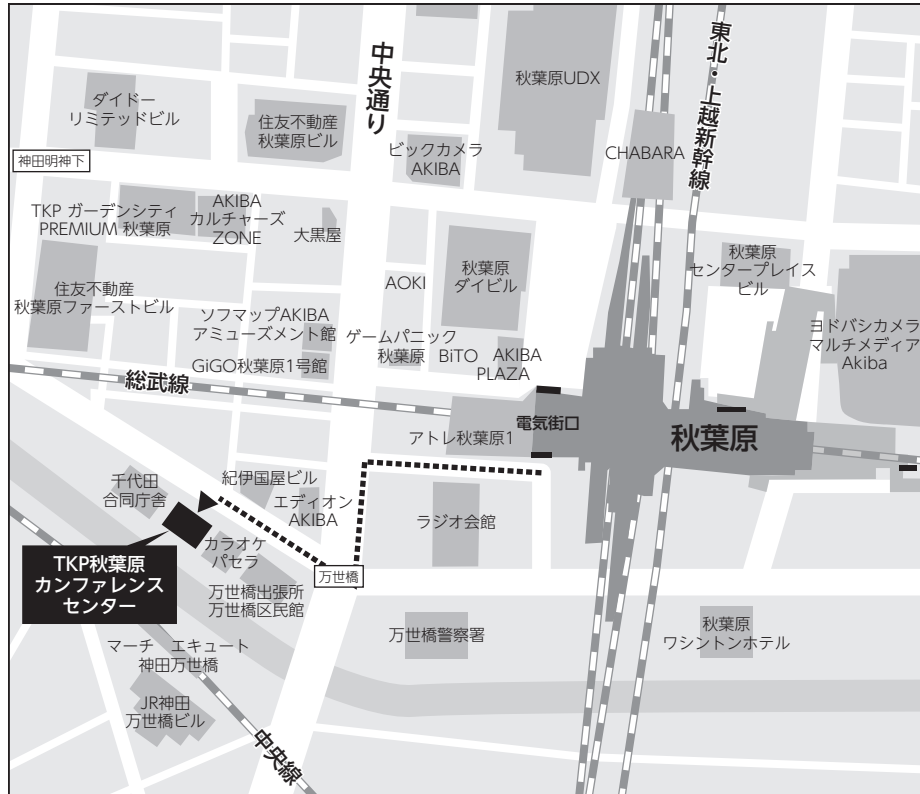 東北・上越新幹線
中央通り
秋葉原UDX
ダイドー
リミテッドビル
住友不動産
秋葉原ビル
ビックカメラ
AKIBA
CHABARA
神田明神下
TKP ガーデンシティ
PREMIUM 秋葉原
AKIBA
カルチャーズ
ZONE
大黒屋
秋葉原
センタープレイス
ビル
住友不動産
秋葉原ファーストビル
AOKI
秋葉原
ダイビル
ソフマップAKIBA
アミューズメント館
ゲームパニック
秋葉原
BiTO
AKIBA
PLAZA
ヨドバシカメラ
マルチメディア
Akiba
GiGO秋葉原1号館
総武線
アトレ秋葉原1
電気街口
秋葉原
千代田
合同庁舎
紀伊国屋ビル
エディオン
AKIBA
ラジオ会館
カラオケ
パセラ
TKP秋葉原
カンファレンス
センター
万世橋
万世橋出張所
万世橋区民館
万世橋警察署
秋葉原
ワシントンホテル
マーチ エキュート
神田万世橋
JR神田
万世橋ビル
中央線